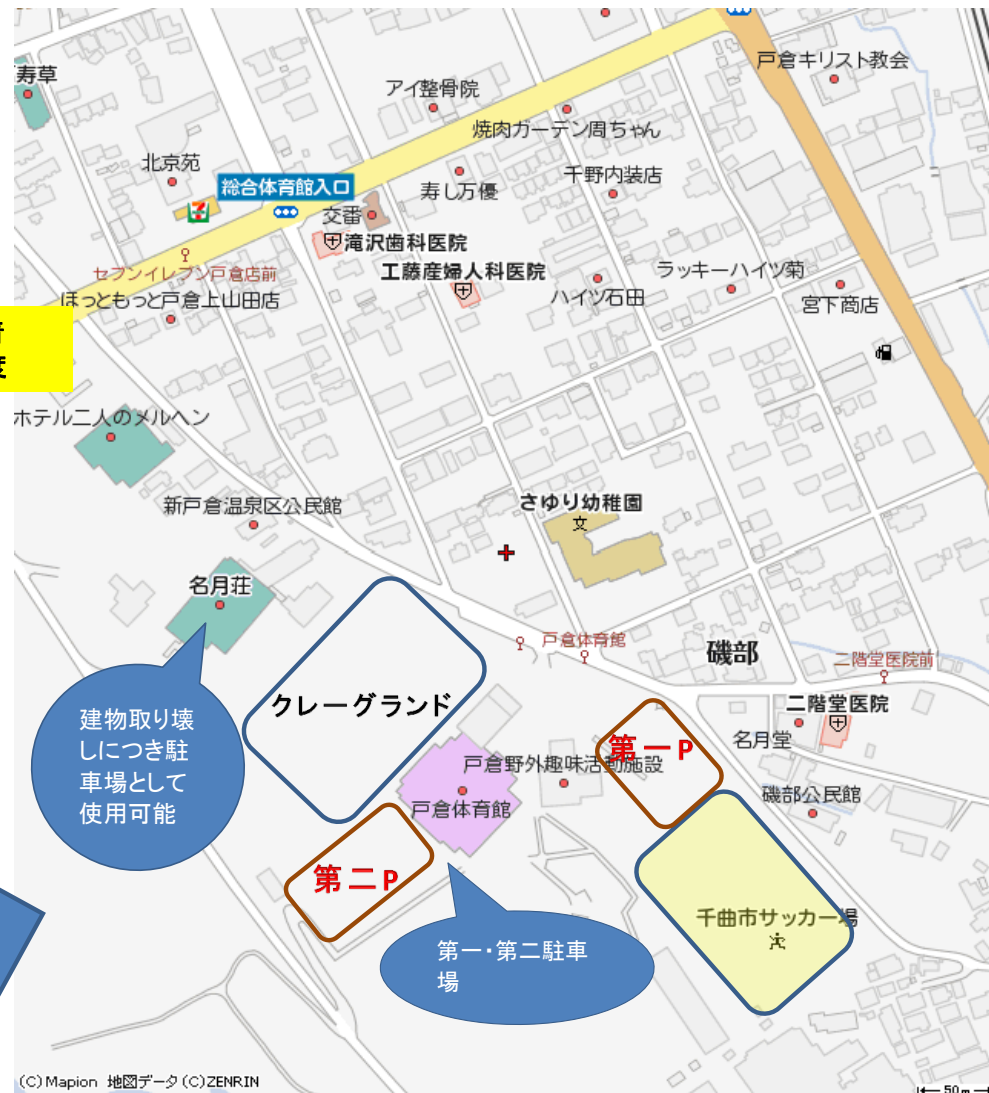 寿草
戸倉キリスト教会
アイ整骨院
焼肉ガーデン周ちゃん
北京苑
千野内装店
総合体育館入口
寿し万優
交番
滝沢歯科医院
工藤産婦人科医院
ラッキーハイツ菊
セブンイレブン戸倉店前
ハイツ石田
ほっともっと戸倉上山田店
宮下商店
度
ホテル二人のメルヘン
新戸倉温泉区公民館
さゆり幼稚園
文
名月荘
戸倉体育館
磯部
二階堂医院前
クレーグランド
二階堂医院
建物取り壊
しにつき駐
車場として
使用可能
第一P
名月堂
戸倉野外趣味活動施設
磯部公民館
戸倉体育館
第二P
千曲市サッカー場
第一・第二駐車
場
(C)Mapion 地図データ(C)ZENRIN
50m